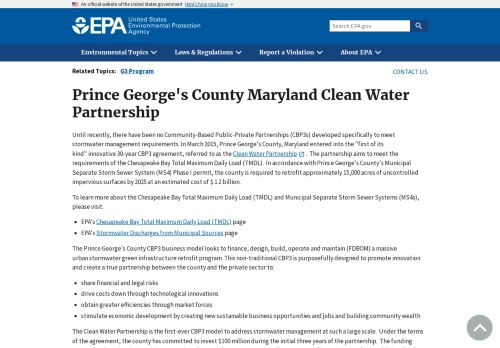 An official website of the United States government Here's how you know
EPA United States
Environmental Protection
Agency
Search EPA.gov
Environmental Topics Laws & Regulations Report a Violation About EPA
Related Topics: G3 Program
CONTACT US
Prince George's County Maryland Clean Water
Partnership
Until recently, there have been no Community-Based Public-Private Partnerships (CBP3s) developed specifically to meet
stormwater management requirements. In March 2015, Prince George's County, Maryland entered into the "first of its
kind" innovative 30-year CBP3 agreement, referred to as the Clean Water Partnership . The partnership aims to meet the
requirements of the Chesapeake Bay Total Maximum Daily Load (TMDL). In accordance with Prince George's County's Municipal
Separate Storm Sewer System (MS4) Phase I permit, the county is required to retrofit approximately 15,000 acres of uncontrolled
impervious surfaces by 2025 at an estimated cost of $ 1.2 billion.
To learn more about the Chesapeake Bay Total Maximum Daily Load (TMDL) and Municipal Separate Storm Sewer Systems (MS4s),
please visit:
• EPA's Chesapeake Bay Total Maximum Daily Load (TMDL) page
• EPA's Stormwater Discharges from Municipal Sources page
The Prince George's County CBP3 business model looks to finance, design, build, operate and maintain (FDBOM) a massive
urban stormwater green infrastructure retrofit program. This non-traditional CBP3 is purposefully designed to promote innovation
and create a true partnership between the county and the private sector to:
• share financial and legal risks
• drive costs down through technological innovations
• obtain greater efficiencies through market forces
• stimulate economic development by creating new sustainable business opportunities and jobs and building community wealth
The Clean Water Partnership is the first-ever CBP3 model to address stormwater management at such a large scale. Under the terms
of the agreement, the county has committed to invest $100 million during the initial three years of the partnership. The funding